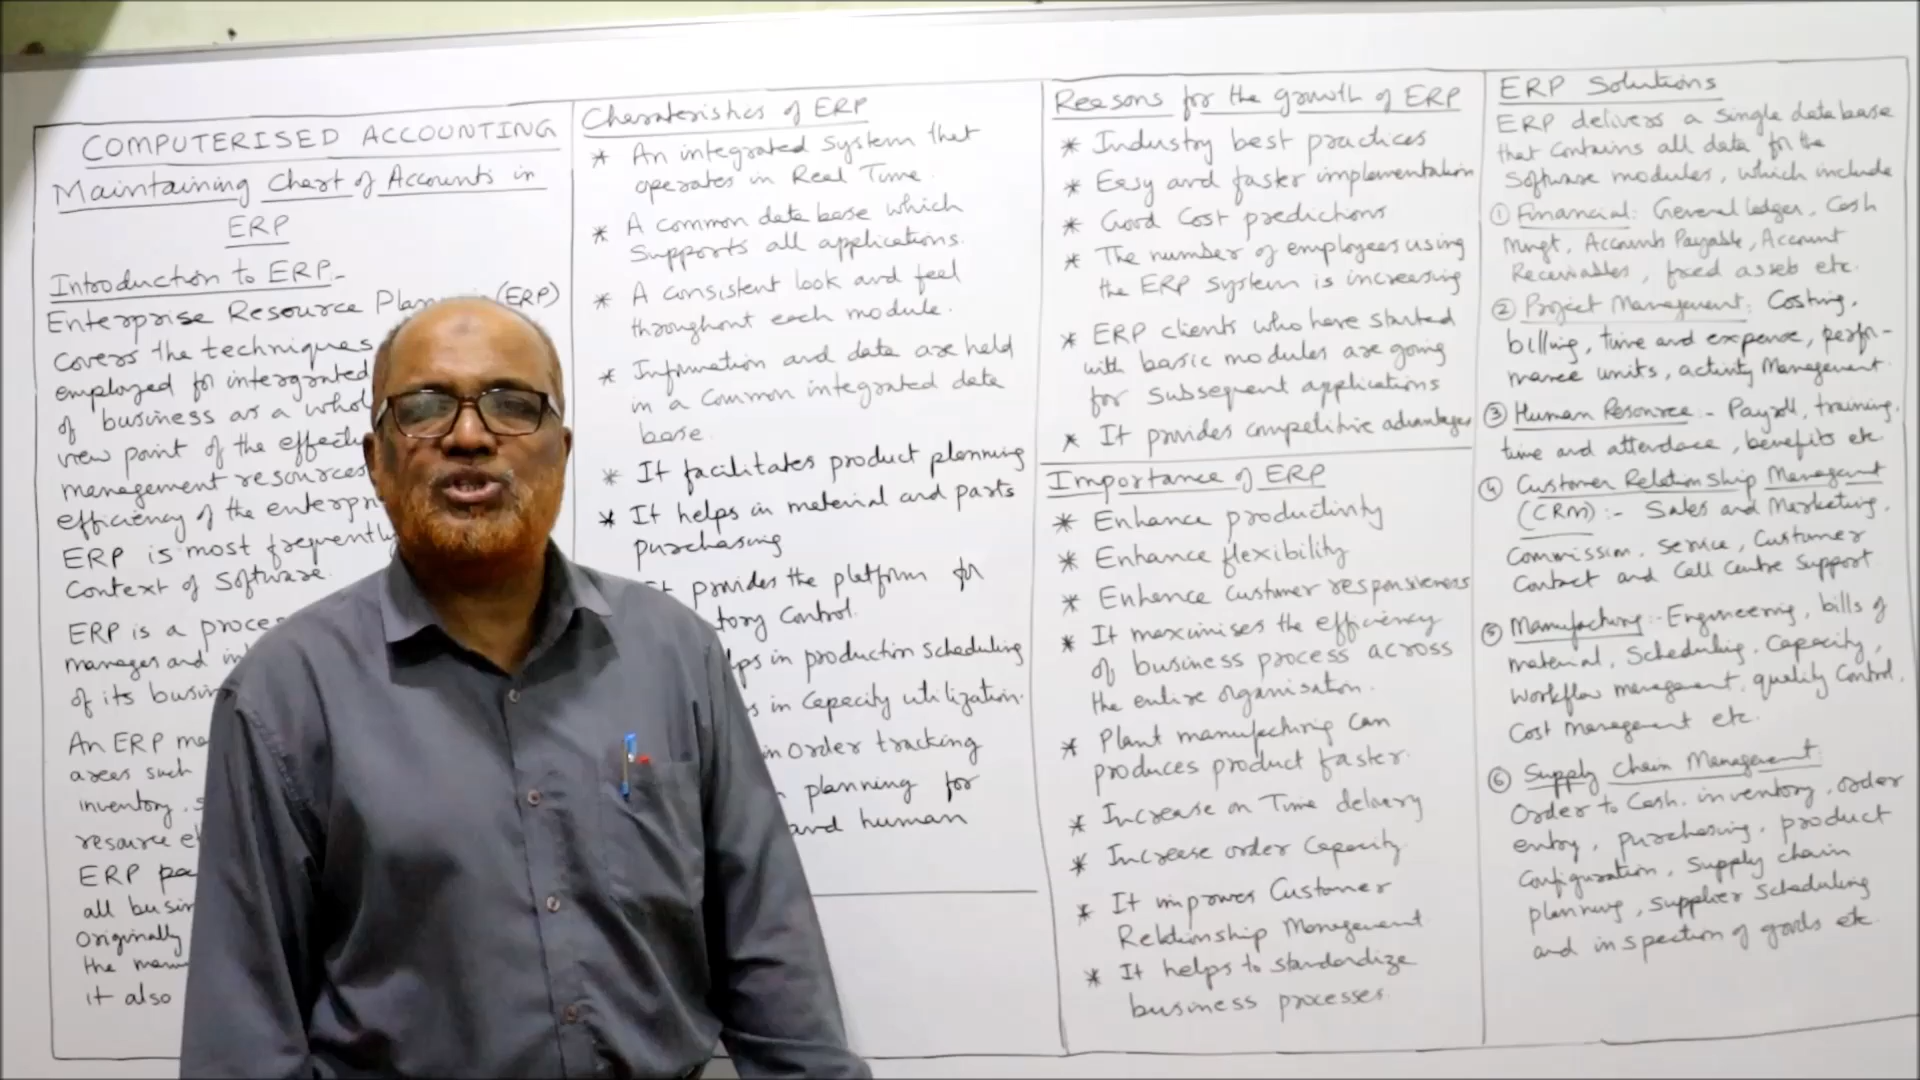 COMPUTERISED ACCOUNTING
Maintaining Chart of Accounts in
ERP
Introduction to ERP:-
Enterprise Resource (ERP)
Covers the techniques
employed for intergrated
of business as a
view point of the
management resources
efficiency of the
ERP is most frequently
Context of Software.
ERP is a
manages and
of its
An ERP
areas such
inventory,
resource
ERP
all
Originally
the
it also
Charateristics of ERP
* An integrated System that
operates in Real Time.
* A common data base which
Supports all applications.
* A consistent look and feel
throughout each module.
* Information and data are held
in a Common integrated data
base.
* It facilitates product planning
* It helps in material and parts
purchasing
provides the platform for
Control.
in production scheduling
in Capacity utilization.
in Order tracking
planning for
and human
Reasons for the growth of ERP
* Industry best practices
* Easy and faster implementation
* Good Cost predictions
* The number of employees using
the ERP System is increasing
* ERP clients who have started
with basic modules are going
for subsequent applications
* It provides competitive advantages
Importance of ERP
* Enhance productivity
* Enhance flexibility
* Enhance Customer responsiveness
* It maximises the efficiency
of business process across
the entire organisation.
* Plant manufacturing can
produces product faster.
* Increase on Time delivery
* Increase order Capacity
* It improves Customer
Relationship Management
* It helps to standardize
business processes.
ERP Solutions
ERP delivers a single data base
that contains all data for the
Software modules, which include
① Financial: General ledger, Cash
Mngt, Accounts Payable, Account
Receivables, fixed assets etc.
② Project Management: Costing,
billing, time and expense, perfor-
mance units, activity Management.
③ Human Resource:- Payroll, training,
time and attendace, benefits etc.
④ Customer Relationship Management
(CRM):- Sales and Marketing,
Commission, Service, Customer
Contact and Call Centre Support
⑤ Manufacturing:- Engineering, bills of
material, Scheduling, Capacity,
Workflow management, quality Control,
Cost Management etc.
⑥ Supply Chain Management:
Order to Cash, inventory, order
entry, purchasing, product
Configuration, Supply chain
planning, Supplier Scheduling
and inspection of goods etc.